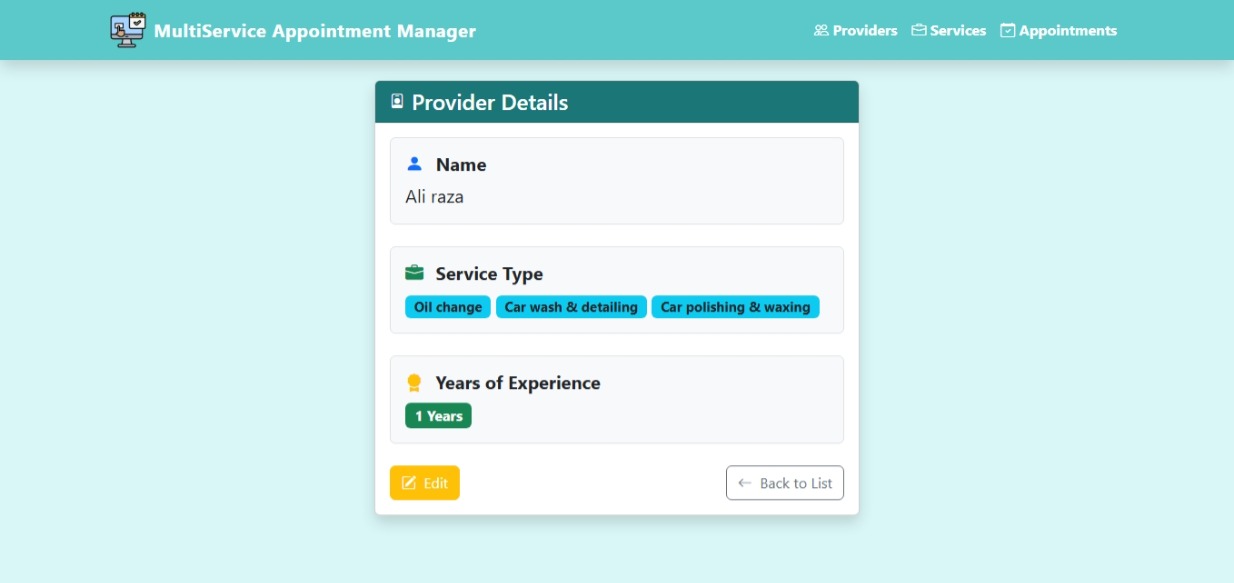 MultiService Appointment Manager
Providers Services Appointments
Provider Details
Name
Ali raza
Service Type
Oil change Car wash & detailing Car polishing & waxing
Years of Experience
1 Years
Edit Back to List